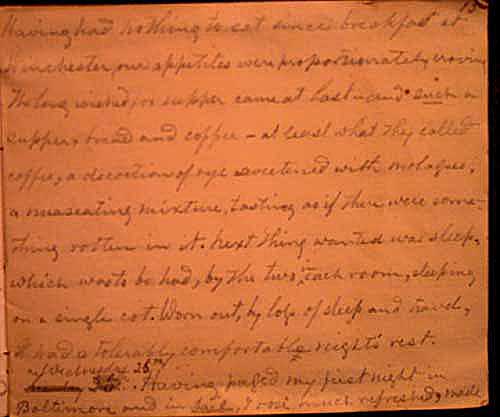 15
Having had nothing to eat since breakfast at
Winchester, our appetites were proportionately
The long wished for supper came at last – and such a
supper, bread and coffee – at least what they called
coffee, a decoction of rye sweetened with molasses,
a nauseating mixture, tasting as if there were some-
thing rotten in it. Next thing wanted was sleep,
which was to be had, by the two, in each room, sleeping
on a single cot. Worn out, by loss of sleep and travel,
I had a tolerably comfortable night's rest.
Wednesday 25th
Having passed my first night in
Baltimore and in jail, I rose much refreshed, made